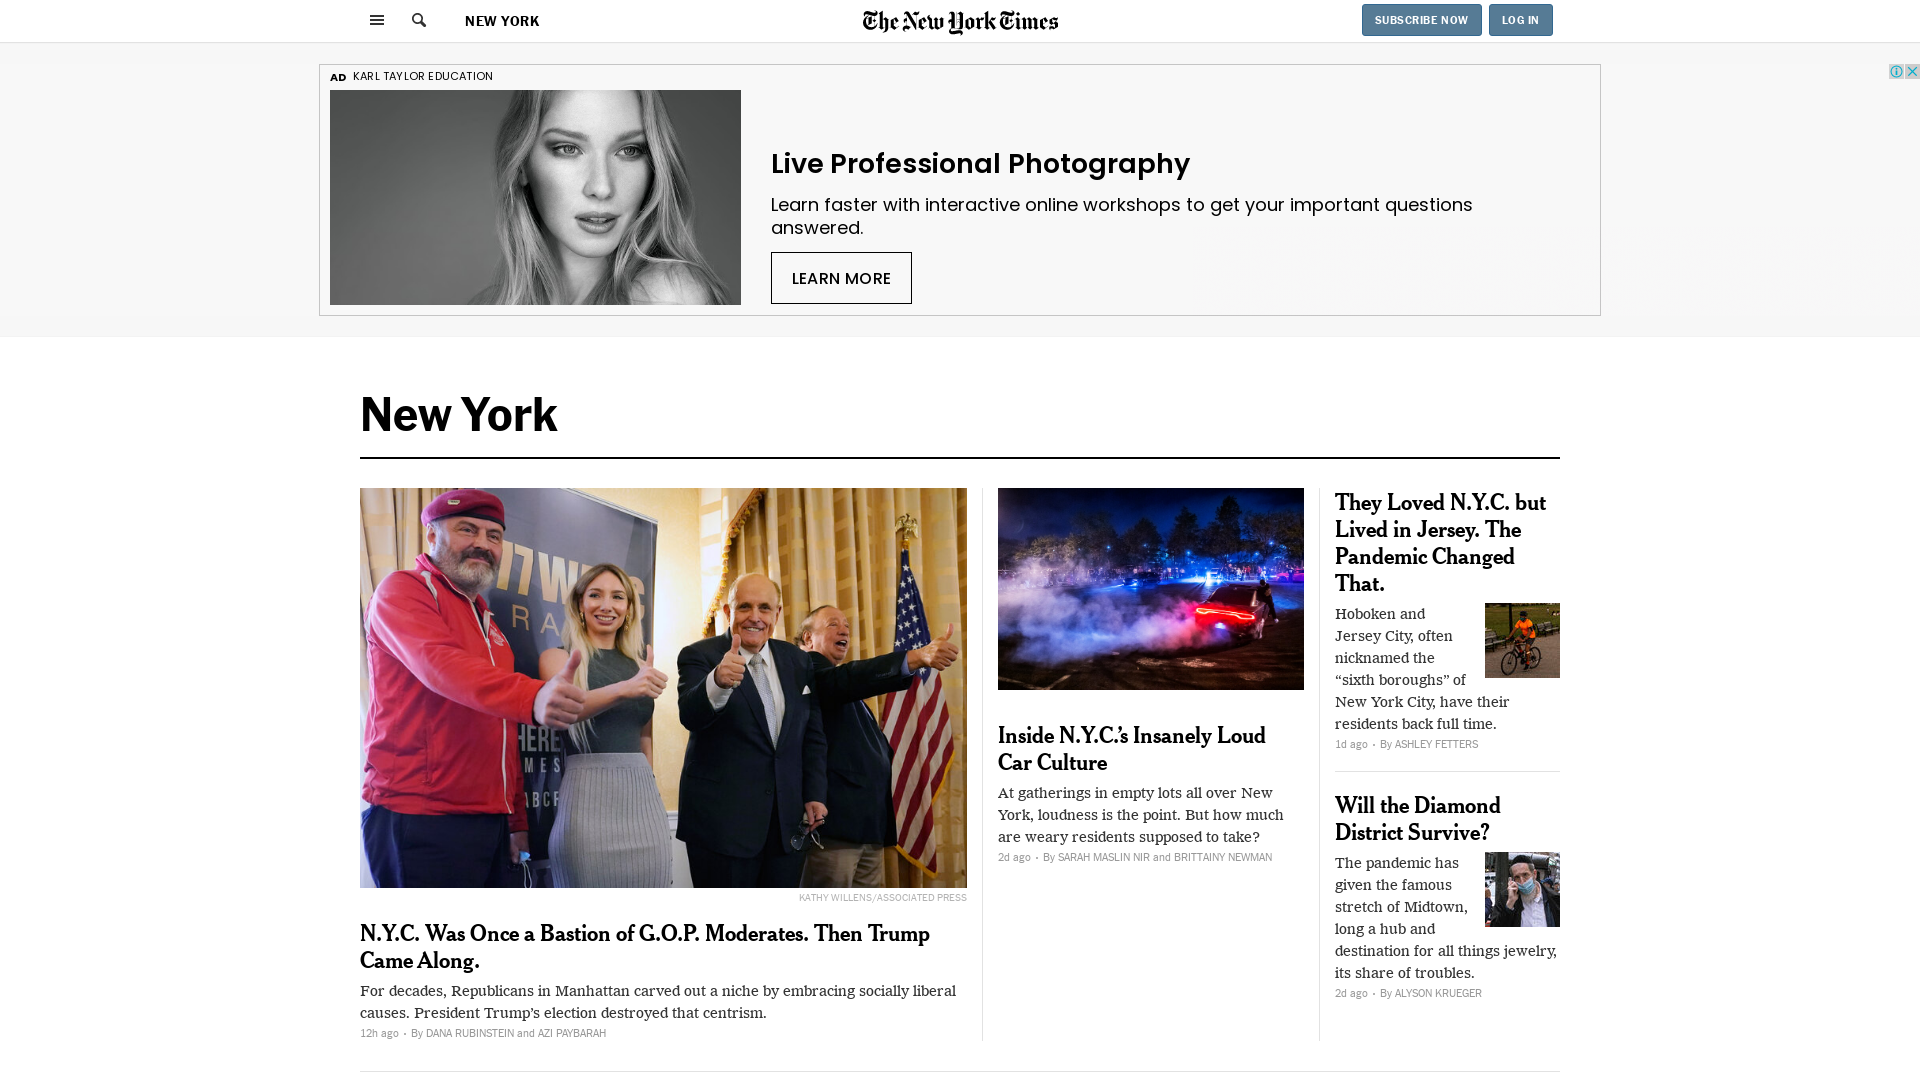 NEW YORK
The New York Times
SUBSCRIBE NOW
LOG IN
AD KARL TAYLOR EDUCATION
Live Professional Photography
Learn faster with interactive online workshops to get your important questions
answered.
LEARN MORE
New York
KATHY WILLENS/ASSOCIATED PRESS
N.Y.C. Was Once a Bastion of G.O.P. Moderates. Then Trump
Came Along.
For decades, Republicans in Manhattan carved out a niche by embracing socially liberal
causes. President Trump’s election destroyed that centrism.
12h ago • By DANA RUBINSTEIN and AZI PAYBARAH
Inside N.Y.C.’s Insanely Loud
Car Culture
At gatherings in empty lots all over New
York, loudness is the point. But how much
are weary residents supposed to take?
2d ago • By SARAH MASLIN NIR and BRITTAINY NEWMAN
They Loved N.Y.C. but
Lived in Jersey. The
Pandemic Changed
That.
Hoboken and
Jersey City, often
nicknamed the
“sixth boroughs” of
New York City, have their
residents back full time.
1d ago • By ASHLEY FETTERS
Will the Diamond
District Survive?
The pandemic has
given the famous
stretch of Midtown,
long a hub and
destination for all things jewelry,
its share of troubles.
2d ago • By ALYSON KRUEGER